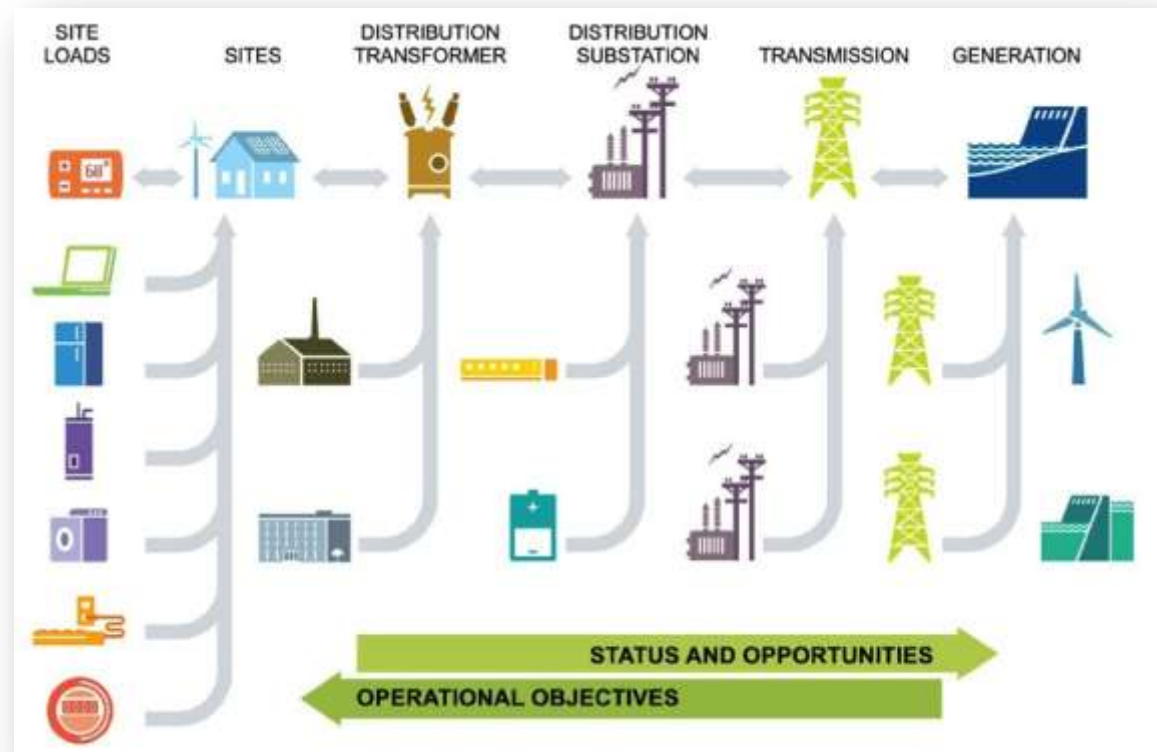 SITE
LOADS
SITES
DISTRIBUTION
TRANSFORMER
DISTRIBUTION
SUBSTATION
TRANSMISSION
GENERATION
68°
STATUS AND OPPORTUNITIES
OPERATIONAL OBJECTIVES